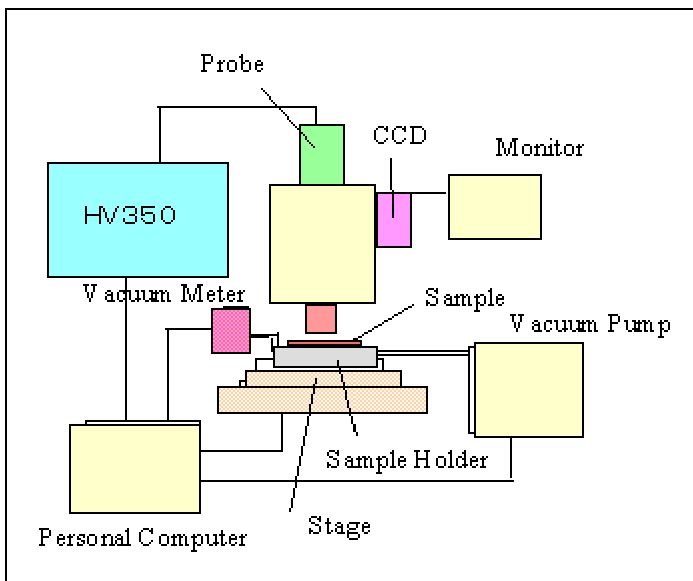 Probe
CCD
Monitor
HV350
Vacuum Meter
Sample
Vacuum Pump
Sample Holder
Stage
Personal Computer